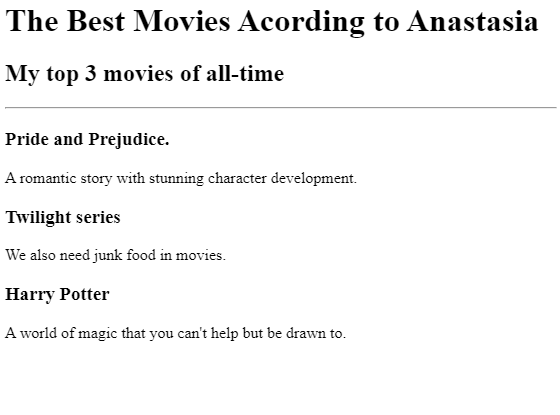 The Best Movies Acording to Anastasia
My top 3 movies of all-time
Pride and Prejudice.
A romantic story with stunning character development.
Twilight series
We also need junk food in movies.
Harry Potter
A world of magic that you can't help but be drawn to.